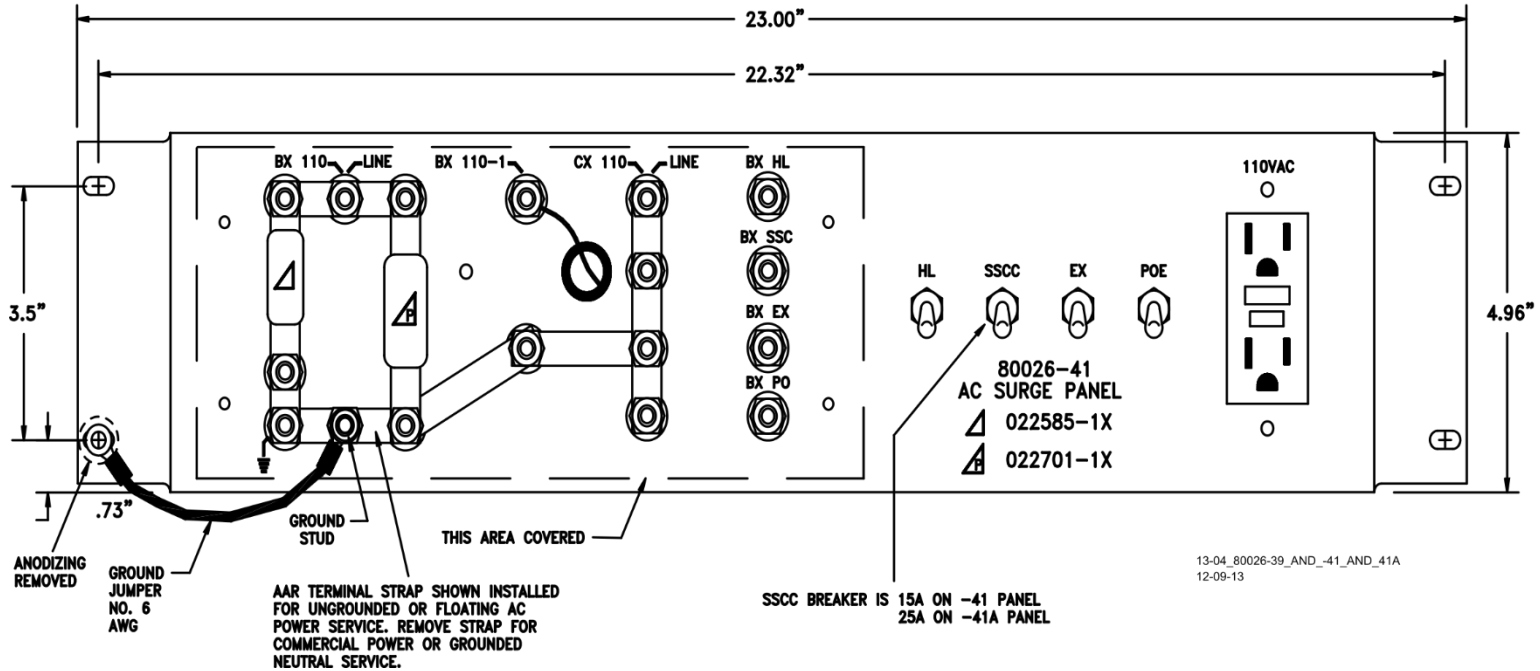 23.00"
22.32"
BX 110 LINE
BX 110-1
CX 110 LINE
BX HL
110VAC
BX SSC
HL
SSCC
EX
POE
3.5"
BX EX
4.96"
P
80026-41
BX PO
AC SURGE PANEL
022585-1X
P 022701-1X
.73"
GROUND
STUD
THIS AREA COVERED
ANODIZING
REMOVED
GROUND
JUMPER
NO. 6
AWG
AAR TERMINAL STRAP SHOWN INSTALLED
FOR UNGROUNDED OR FLOATING AC
POWER SERVICE. REMOVE STRAP FOR
COMMERCIAL POWER OR GROUNDED
NEUTRAL SERVICE.
SSCC BREAKER IS 15A ON -41 PANEL
25A ON -41A PANEL
13-04_80026-39_AND_-41_AND_41A
12-09-13